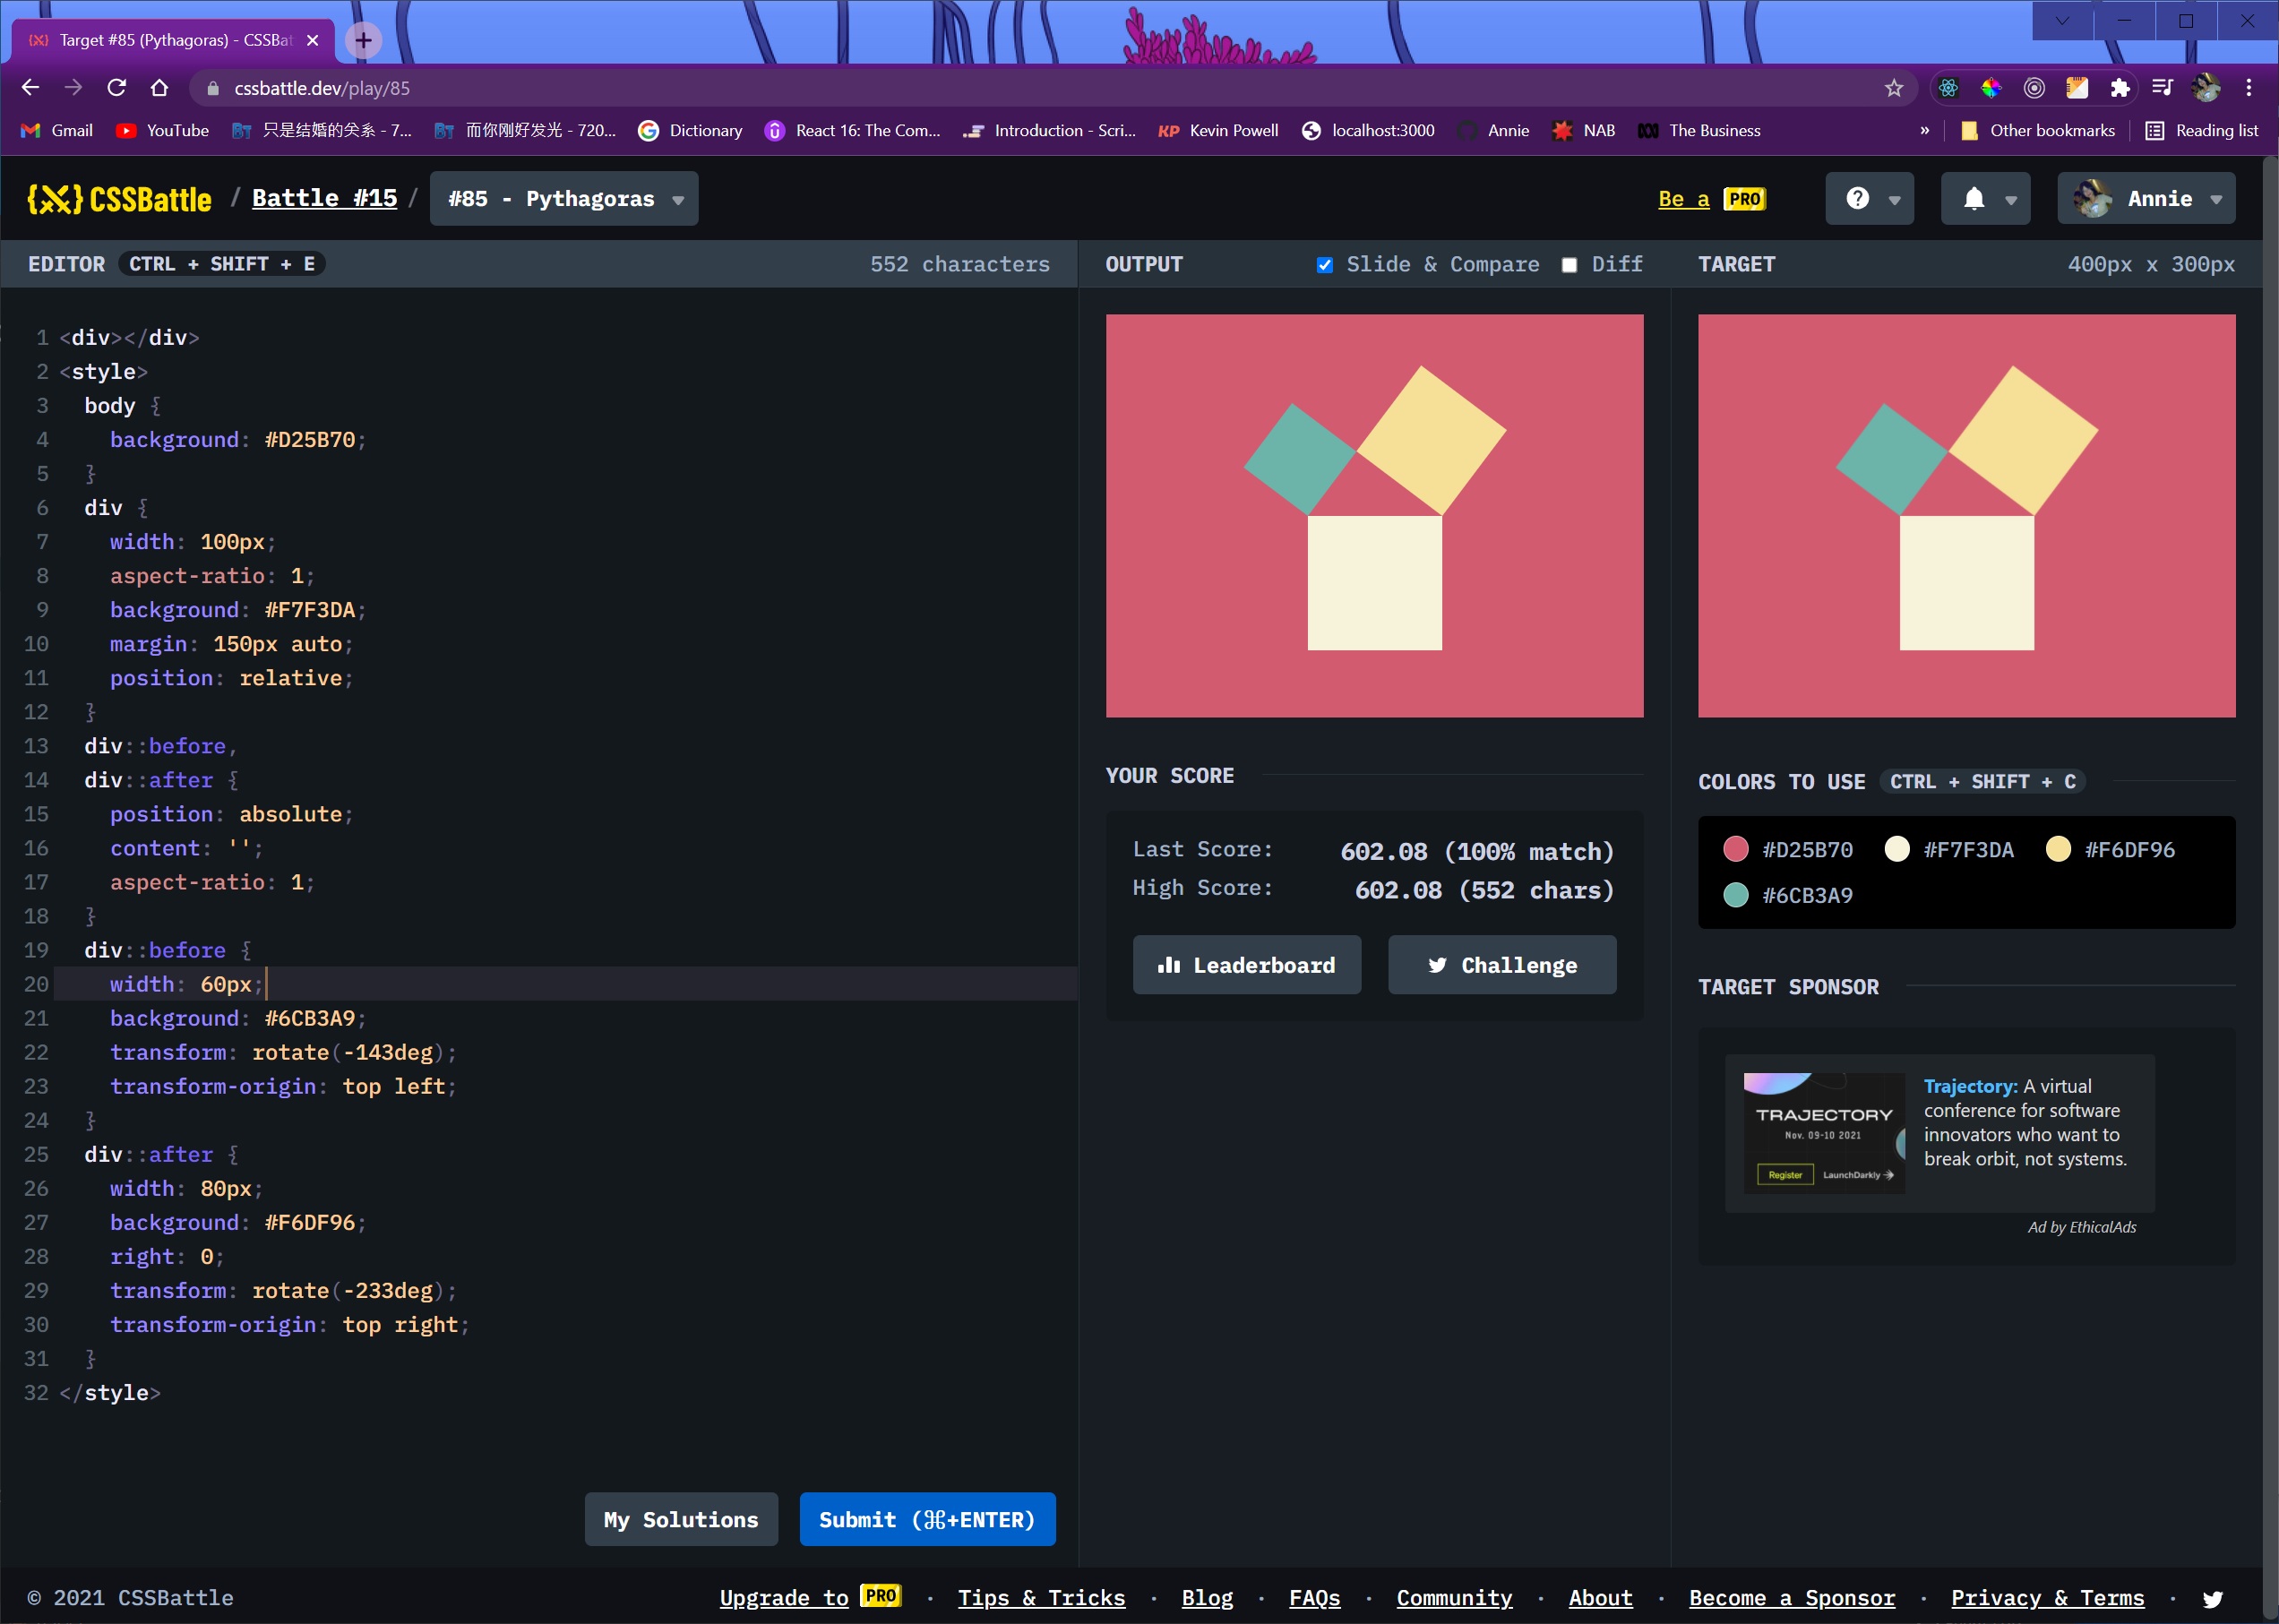 Target #85 (Pythagoras) - CSSBat
cssbattle.dev/play/85
Gmail YouTube 只是结婚的关系 - 7... 而你刚好发光 - 720... Dictionary React 16: The Com... Introduction - Scri... KP Kevin Powell localhost:3000 Annie NAB The Business » Other bookmarks Reading list
CSSBattle / Battle #15 / #85 - Pythagoras Be a PRO ? Annie
EDITOR CTRL + SHIFT + E 552 characters OUTPUT Slide & Compare Diff TARGET 400px x 300px
1 <div></div>
2 <style>
3 body {
4 background: #D25B70;
5 }
6 div {
7 width: 100px;
8 aspect-ratio: 1;
9 background: #F7F3DA;
10 margin: 150px auto;
11 position: relative;
12 }
13 div::before,
14 div::after {
15 position: absolute;
16 content: '';
17 aspect-ratio: 1;
18 }
19 div::before {
20 width: 60px;
21 background: #6CB3A9;
22 transform: rotate(-143deg);
23 transform-origin: top left;
24 }
25 div::after {
26 width: 80px;
27 background: #F6DF96;
28 right: 0;
29 transform: rotate(-233deg);
30 transform-origin: top right;
31 }
32 </style>
My Solutions Submit (⌘+ENTER)
YOUR SCORE
Last Score: 602.08 (100% match)
High Score: 602.08 (552 chars)
Leaderboard Challenge
COLORS TO USE CTRL + SHIFT + C
#D25B70 #F7F3DA #F6DF96
#6CB3A9
TARGET SPONSOR
TRAJECTORY
Nov. 09-10 2021
Register LaunchDarkly
Trajectory: A virtual
conference for software
innovators who want to
break orbit, not systems.
Ad by EthicalAds
© 2021 CSSBattle Upgrade to PRO · Tips & Tricks · Blog · FAQs · Community · About · Become a Sponsor · Privacy & Terms ·